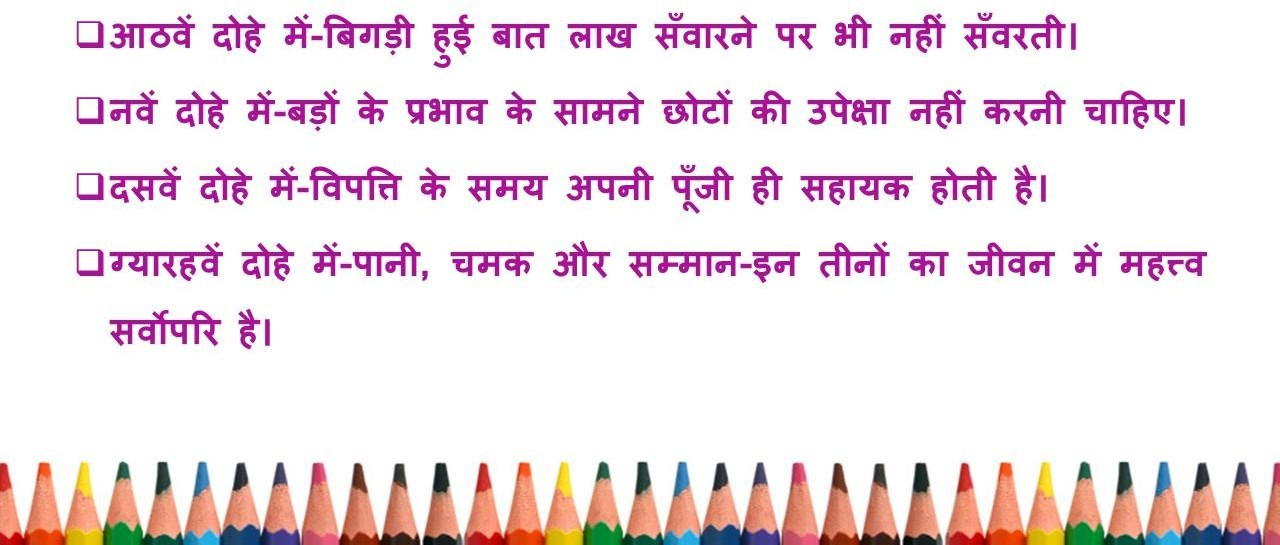 ❑आठवें दोहे में-बिगड़ी हुई बात लाख सँवारने पर भी नहीं सँवरती।
❑नवें दोहे में-बड़ों के प्रभाव के सामने छोटों की उपेक्षा नहीं करनी चाहिए।
❑दसवें दोहे में-विपत्ति के समय अपनी पूँजी ही सहायक होती है।
❑ग्यारहवें दोहे में-पानी, चमक और सम्मान-इन तीनों का जीवन में महत्त्व
सर्वोपरि है।